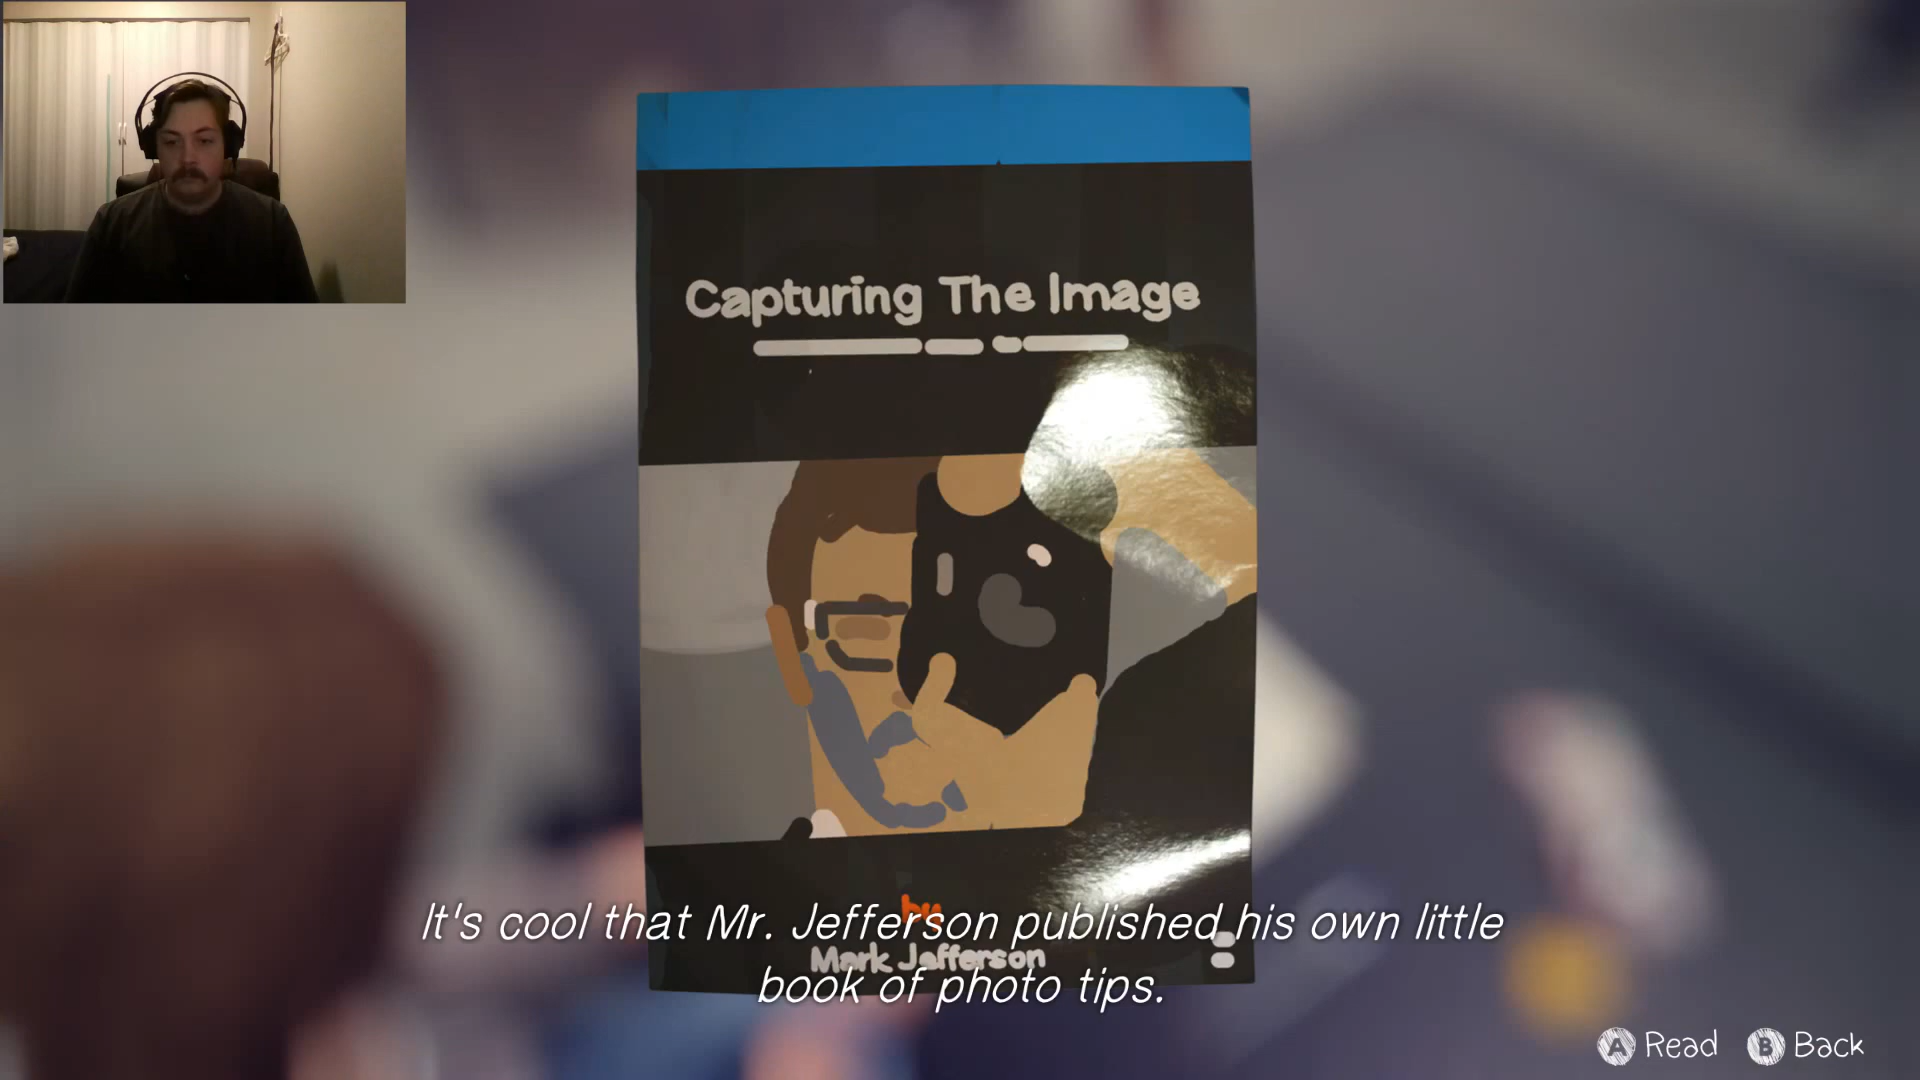 Capturing The Image
by
Mark Jefferson
It's cool that Mr. Jefferson published his own little
book of photo tips.
A Read B Back